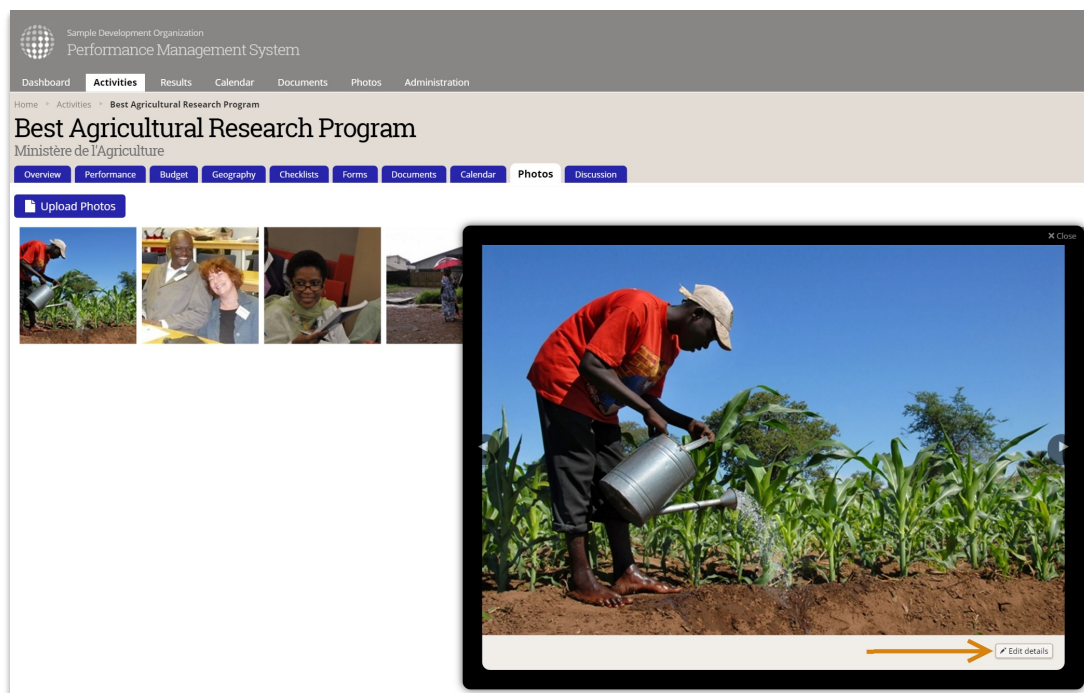 Sample Development Organization
Performance Management System
Dashboard Activities Results Calendar Documents Photos Administration
Home Activities Best Agricultural Research Program
Best Agricultural Research Program
Ministère de l'Agriculture
Overview Performance Budget Geography Checklists Forms Documents Calendar Photos Discussion
Upload Photos
Close
Edit details